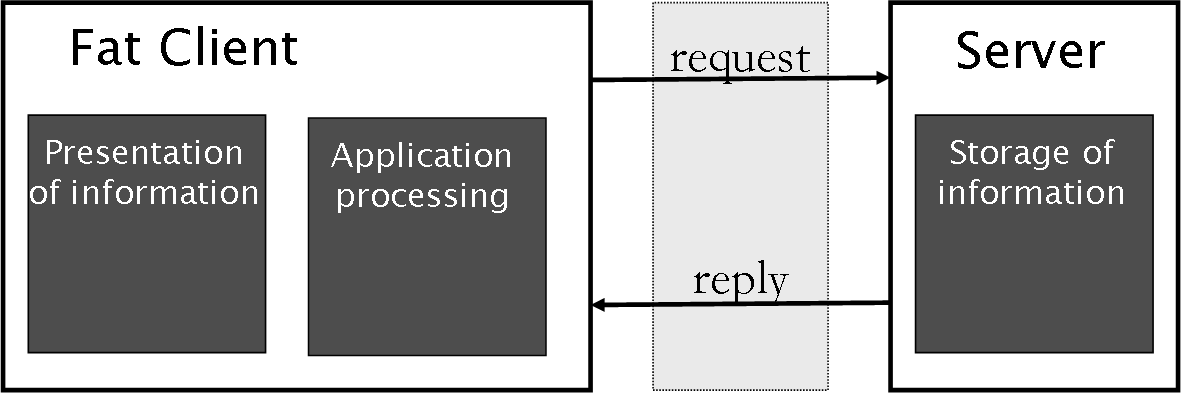 Fat Client
Presentation
of information
Application
processing
request
reply
Server
Storage of
information